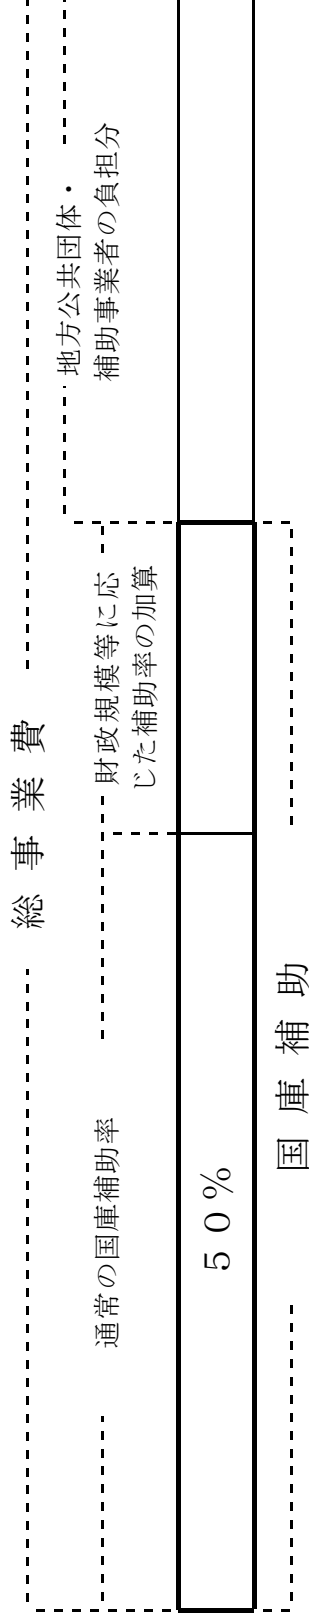 総事業費
通常の国庫補助率
財政規模等に応
じた補助率の加算
地方公共団体・
補助事業者の負担分
５０％
国庫補助